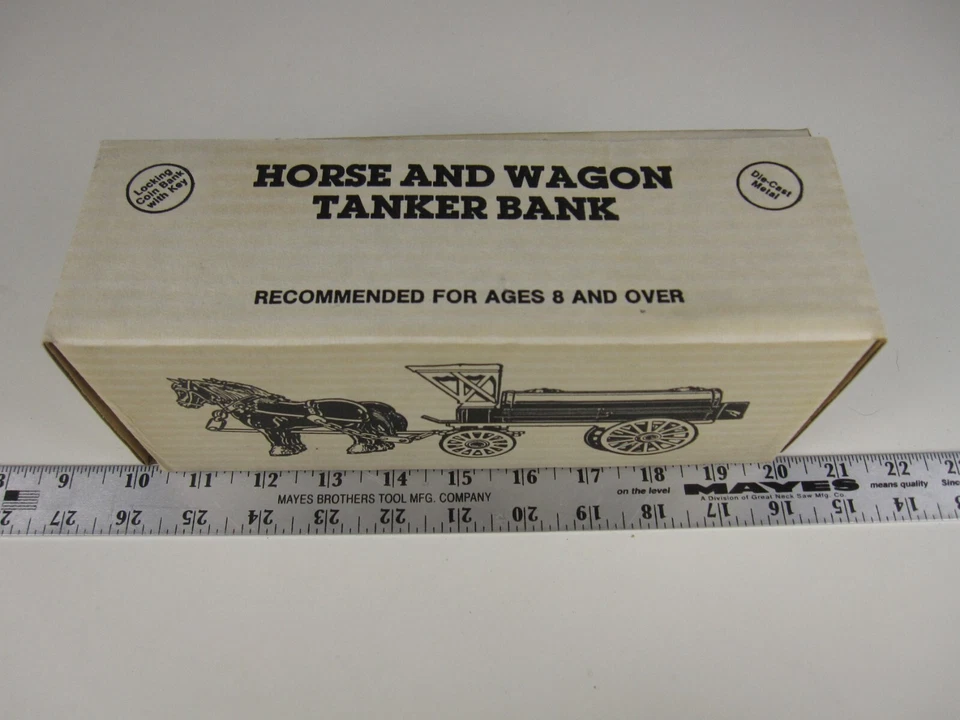 Locking
Coin Bank
with Key
HORSE AND WAGON
TANKER BANK
Die-Cast
Metal
RECOMMENDED FOR AGES 8 AND OVER
9 10 11 12 13 14 15 16 17 18 19 20 21 22
MAYES BROTHERS TOOL MFG. COMPANY
on the level
MAYES
A Division of Great Neck Saw Mfg. Co.
means quality
Sinc
27 26 25 24 23 22 21 20 19 18 17 16 15 14